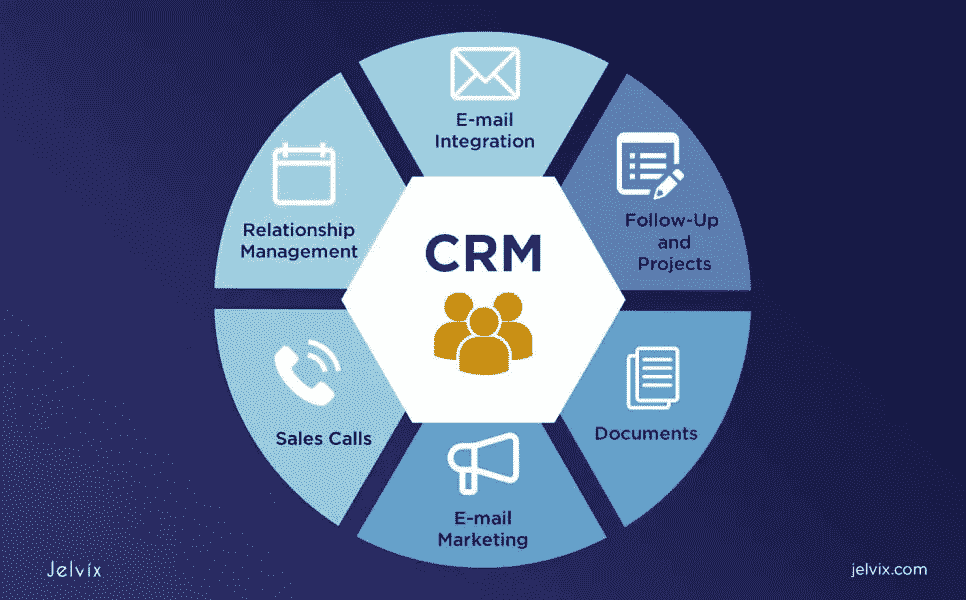 E-mail
Integration
Follow-Up
and
Projects
Documents
E-mail
Marketing
Sales Calls
Relationship
Management
CRM
Jelvix
jelvix.com